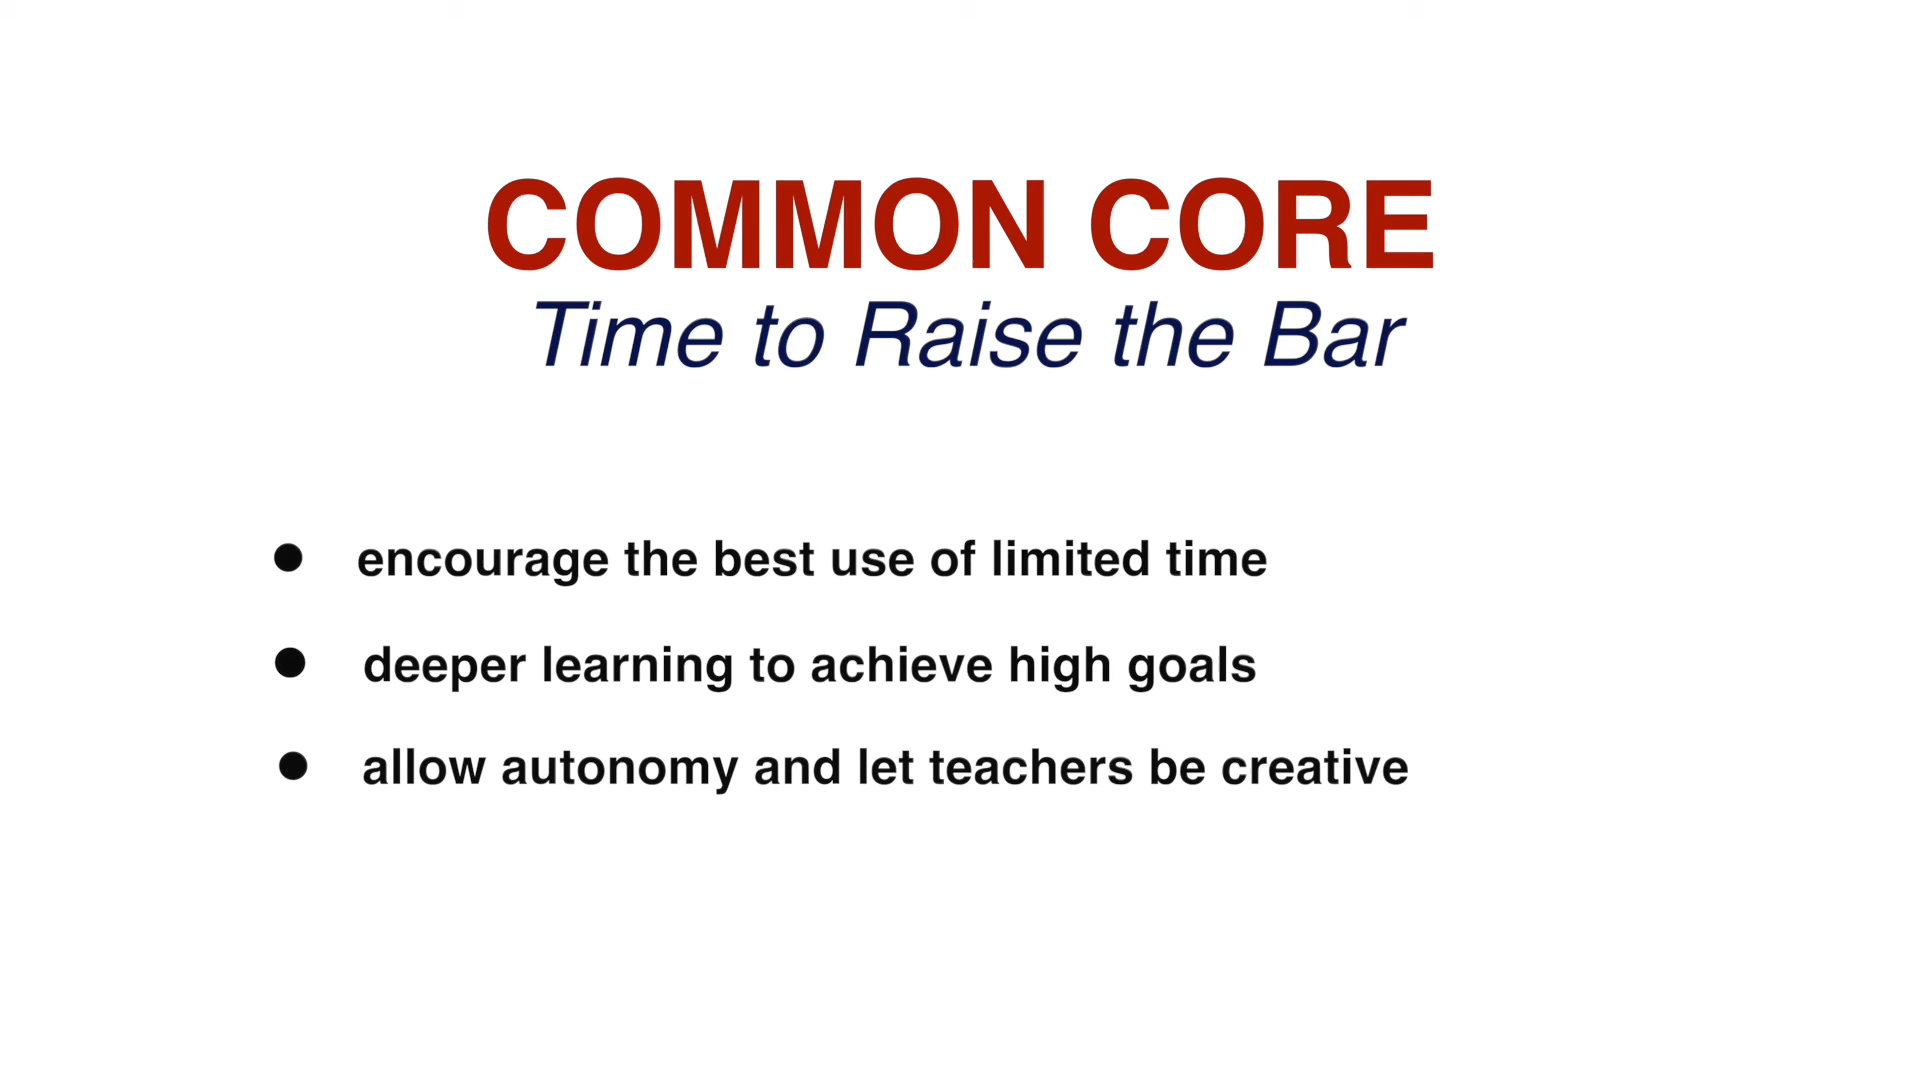 COMMON CORE
Time to Raise the Bar
● encourage the best use of limited time
● deeper learning to achieve high goals
● allow autonomy and let teachers be creative